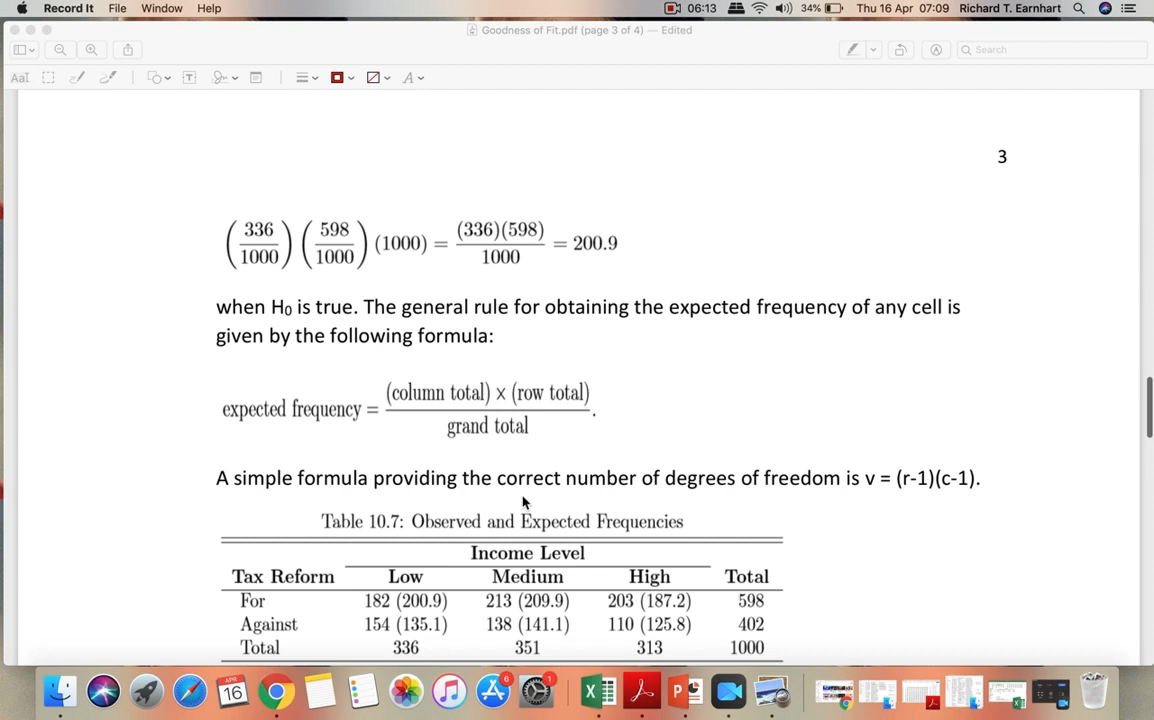 Record It File Window Help 06:13 34% Thu 16 Apr 07:09 Richard T. Earnhart
Goodness of Fit.pdf (page 3 of 4) — Edited
Search
AaI T A
3
(336/1000) (598/1000) (1000) = (336)(598)/1000 = 200.9
when H₀ is true. The general rule for obtaining the expected frequency of any cell is
given by the following formula:
expected frequency = (column total) × (row total) / grand total.
A simple formula providing the correct number of degrees of freedom is v = (r-1)(c-1).
Table 10.7: Observed and Expected Frequencies
Income Level
Tax Reform Low Medium High Total
For 182 (200.9) 213 (209.9) 203 (187.2) 598
Against 154 (135.1) 138 (141.1) 110 (125.8) 402
Total 336 351 313 1000
APR 16 6 1